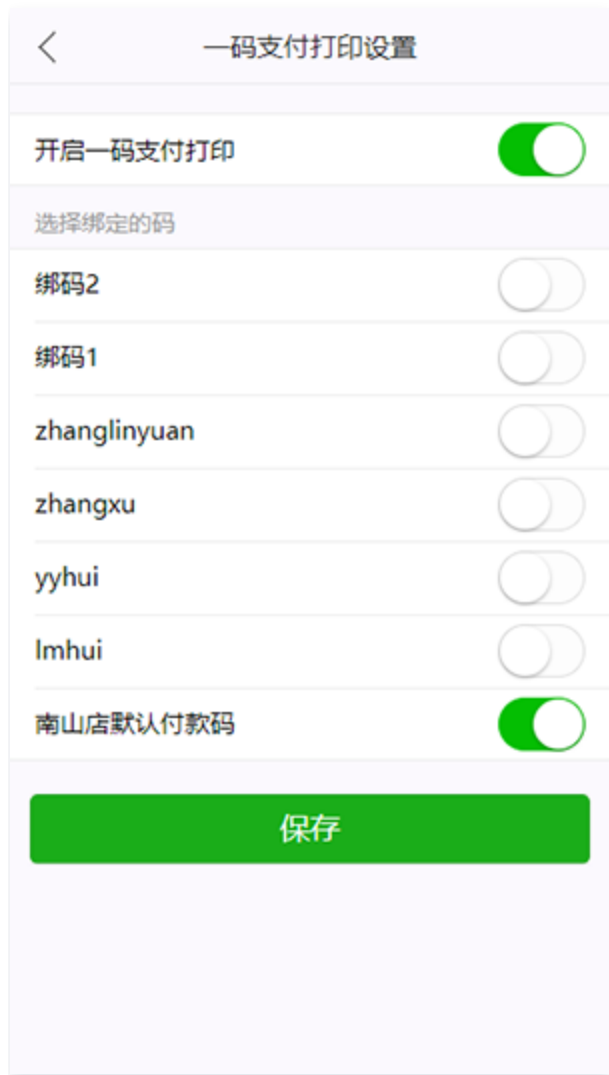 一码支付打印设置
开启一码支付打印
选择绑定的码
绑码2
绑码1
zhanglinyuan
zhangxu
yyhui
lmhui
南山店默认付款码
保存